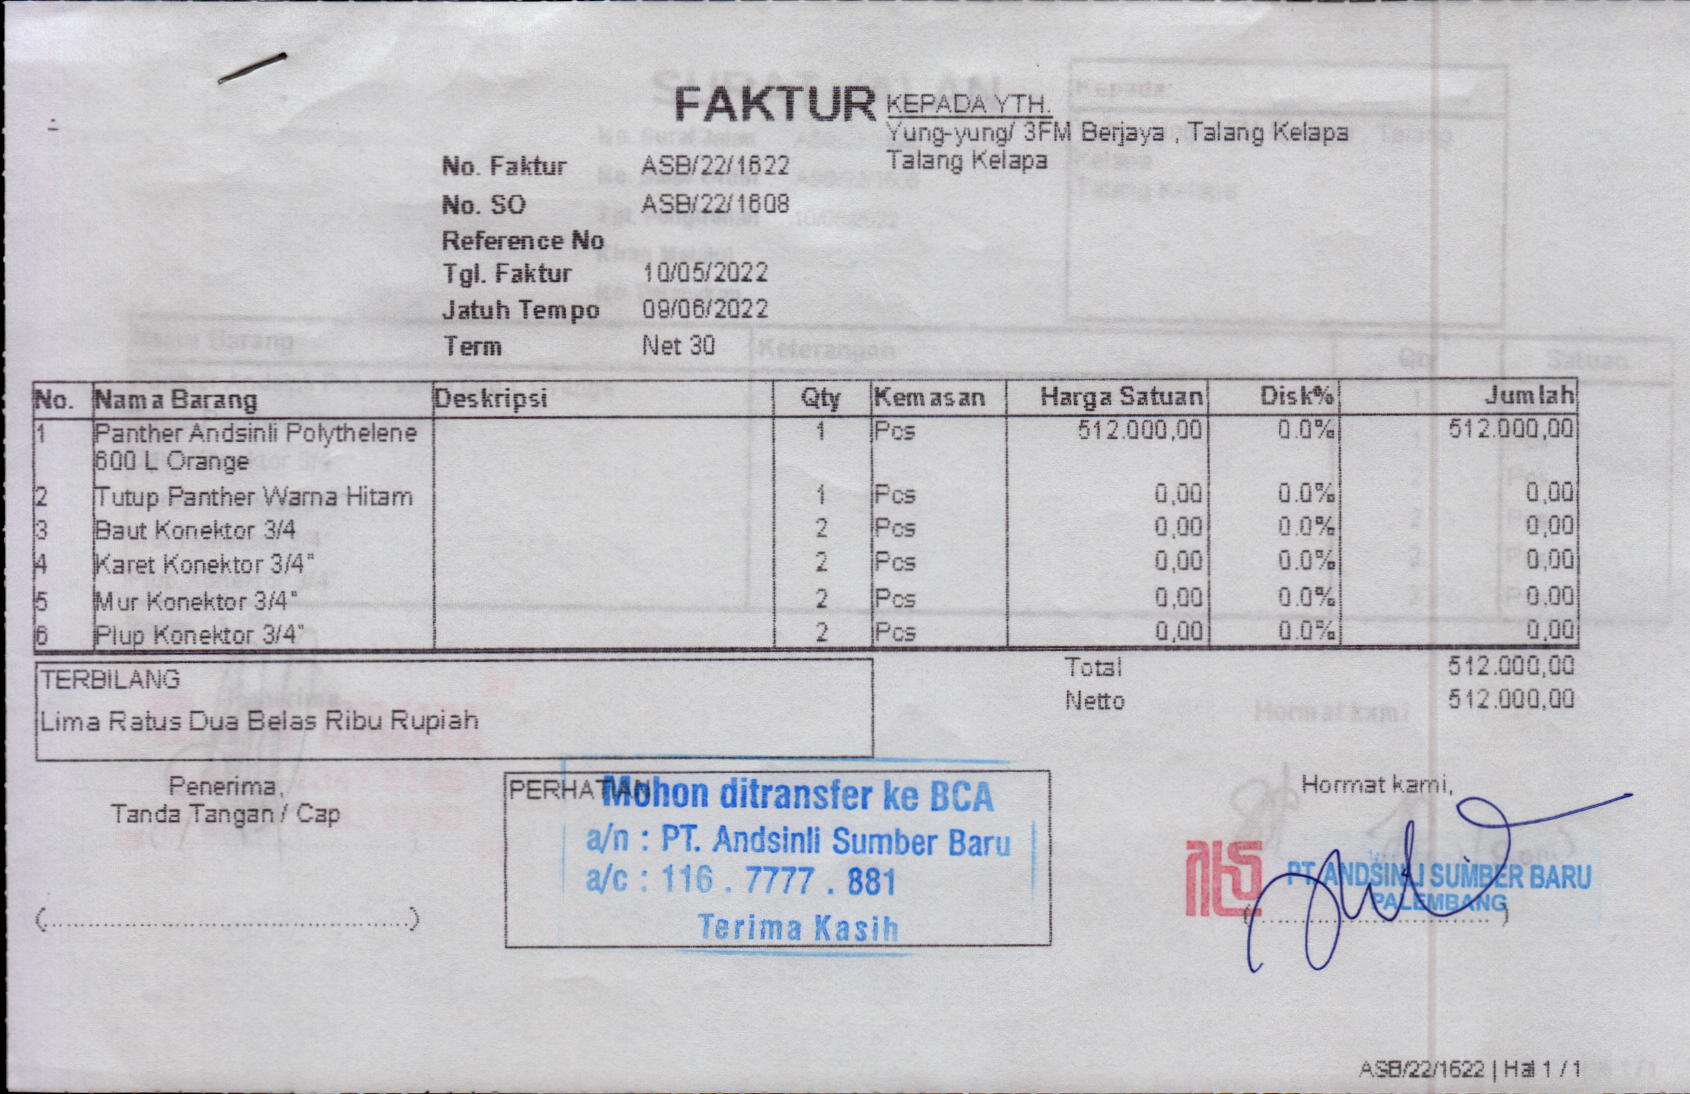 FAKTUR
KEPADA YTH.
Yung-yung/ 3FM Berjaya ,Talang Kelapa
Talang Kelapa
No. Faktur ASB/22/1622
No. SO ASB/22/1608
Reference No
Tgl. Faktur 10/05/2022
Jatuh Tempo 09/06/2022
Term Net 30
No. Nama Barang Deskripsi Qty Kemasan Harga Satuan Disk% Jumlah
1 Panther Andsinli Polythelene 1 Pcs 512.000,00 0.0% 512.000,00
600 L Orange
2 Tutup Panther Warna Hitam 1 Pcs 0,00 0.0% 0,00
3 Baut Konektor 3/4 2 Pcs 0,00 0.0% 0,00
4 Karet Konektor 3/4" 2 Pcs 0,00 0.0% 0,00
5 Mur Konektor 3/4" 2 Pcs 0,00 0.0% 0,00
6 Plup Konektor 3/4" 2 Pcs 0,00 0.0% 0,00
Total 512.000,00
Netto 512.000,00
TERBILANG
Lima Ratus Dua Belas Ribu Rupiah
Penerima,
Tanda Tangan / Cap
PERHATIAN
Mohon ditransfer ke BCA
a/n : PT. Andsinli Sumber Baru
a/c : 116 . 7777 . 881
Terima Kasih
Hormat kami,
PT. ANDSINLI SUMBER BARU
PALEMBANG
ASB/22/1622 | Hal 1 / 1